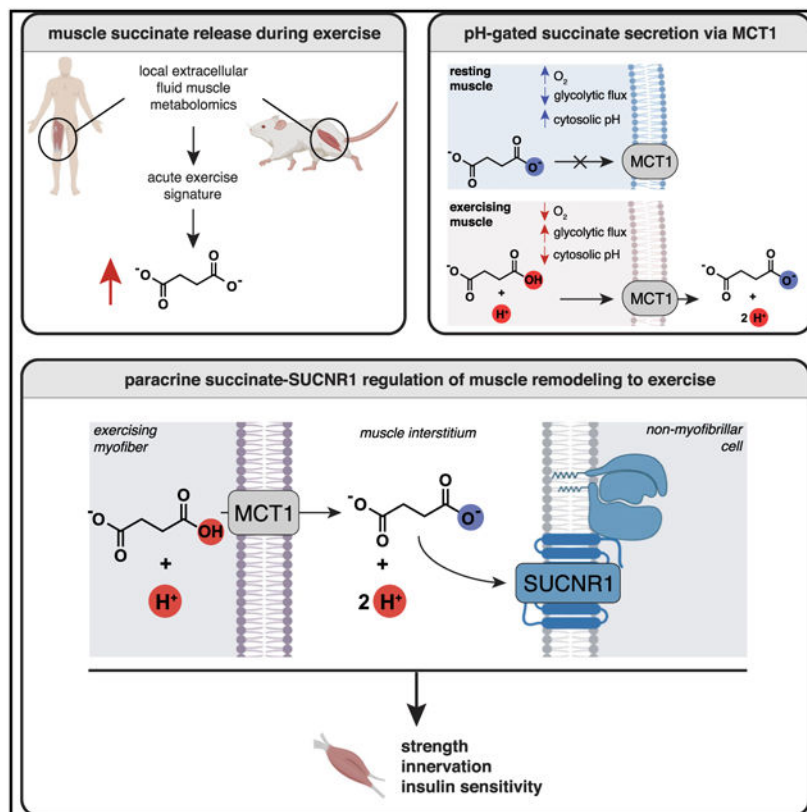 muscle succinate release during exercise
local extracellular
fluid muscle
metabolomics
acute exercise
signature
⁻O
O
O
O⁻
pH-gated succinate secretion via MCT1
resting
muscle
O₂
glycolytic flux
cytosolic pH
⁻O
O
O
O⁻
MCT1
exercising
muscle
O₂
glycolytic flux
cytosolic pH
⁻O
O
O
OH
+
H⁺
MCT1
⁻O
O
O
O⁻
+
2 H⁺
paracrine succinate-SUCNR1 regulation of muscle remodeling to exercise
exercising
myofiber
muscle interstitium
non-myofibrillar
cell
⁻O
O
O
OH
+
H⁺
MCT1
⁻O
O
O
O⁻
+
2 H⁺
SUCNR1
strength
innervation
insulin sensitivity